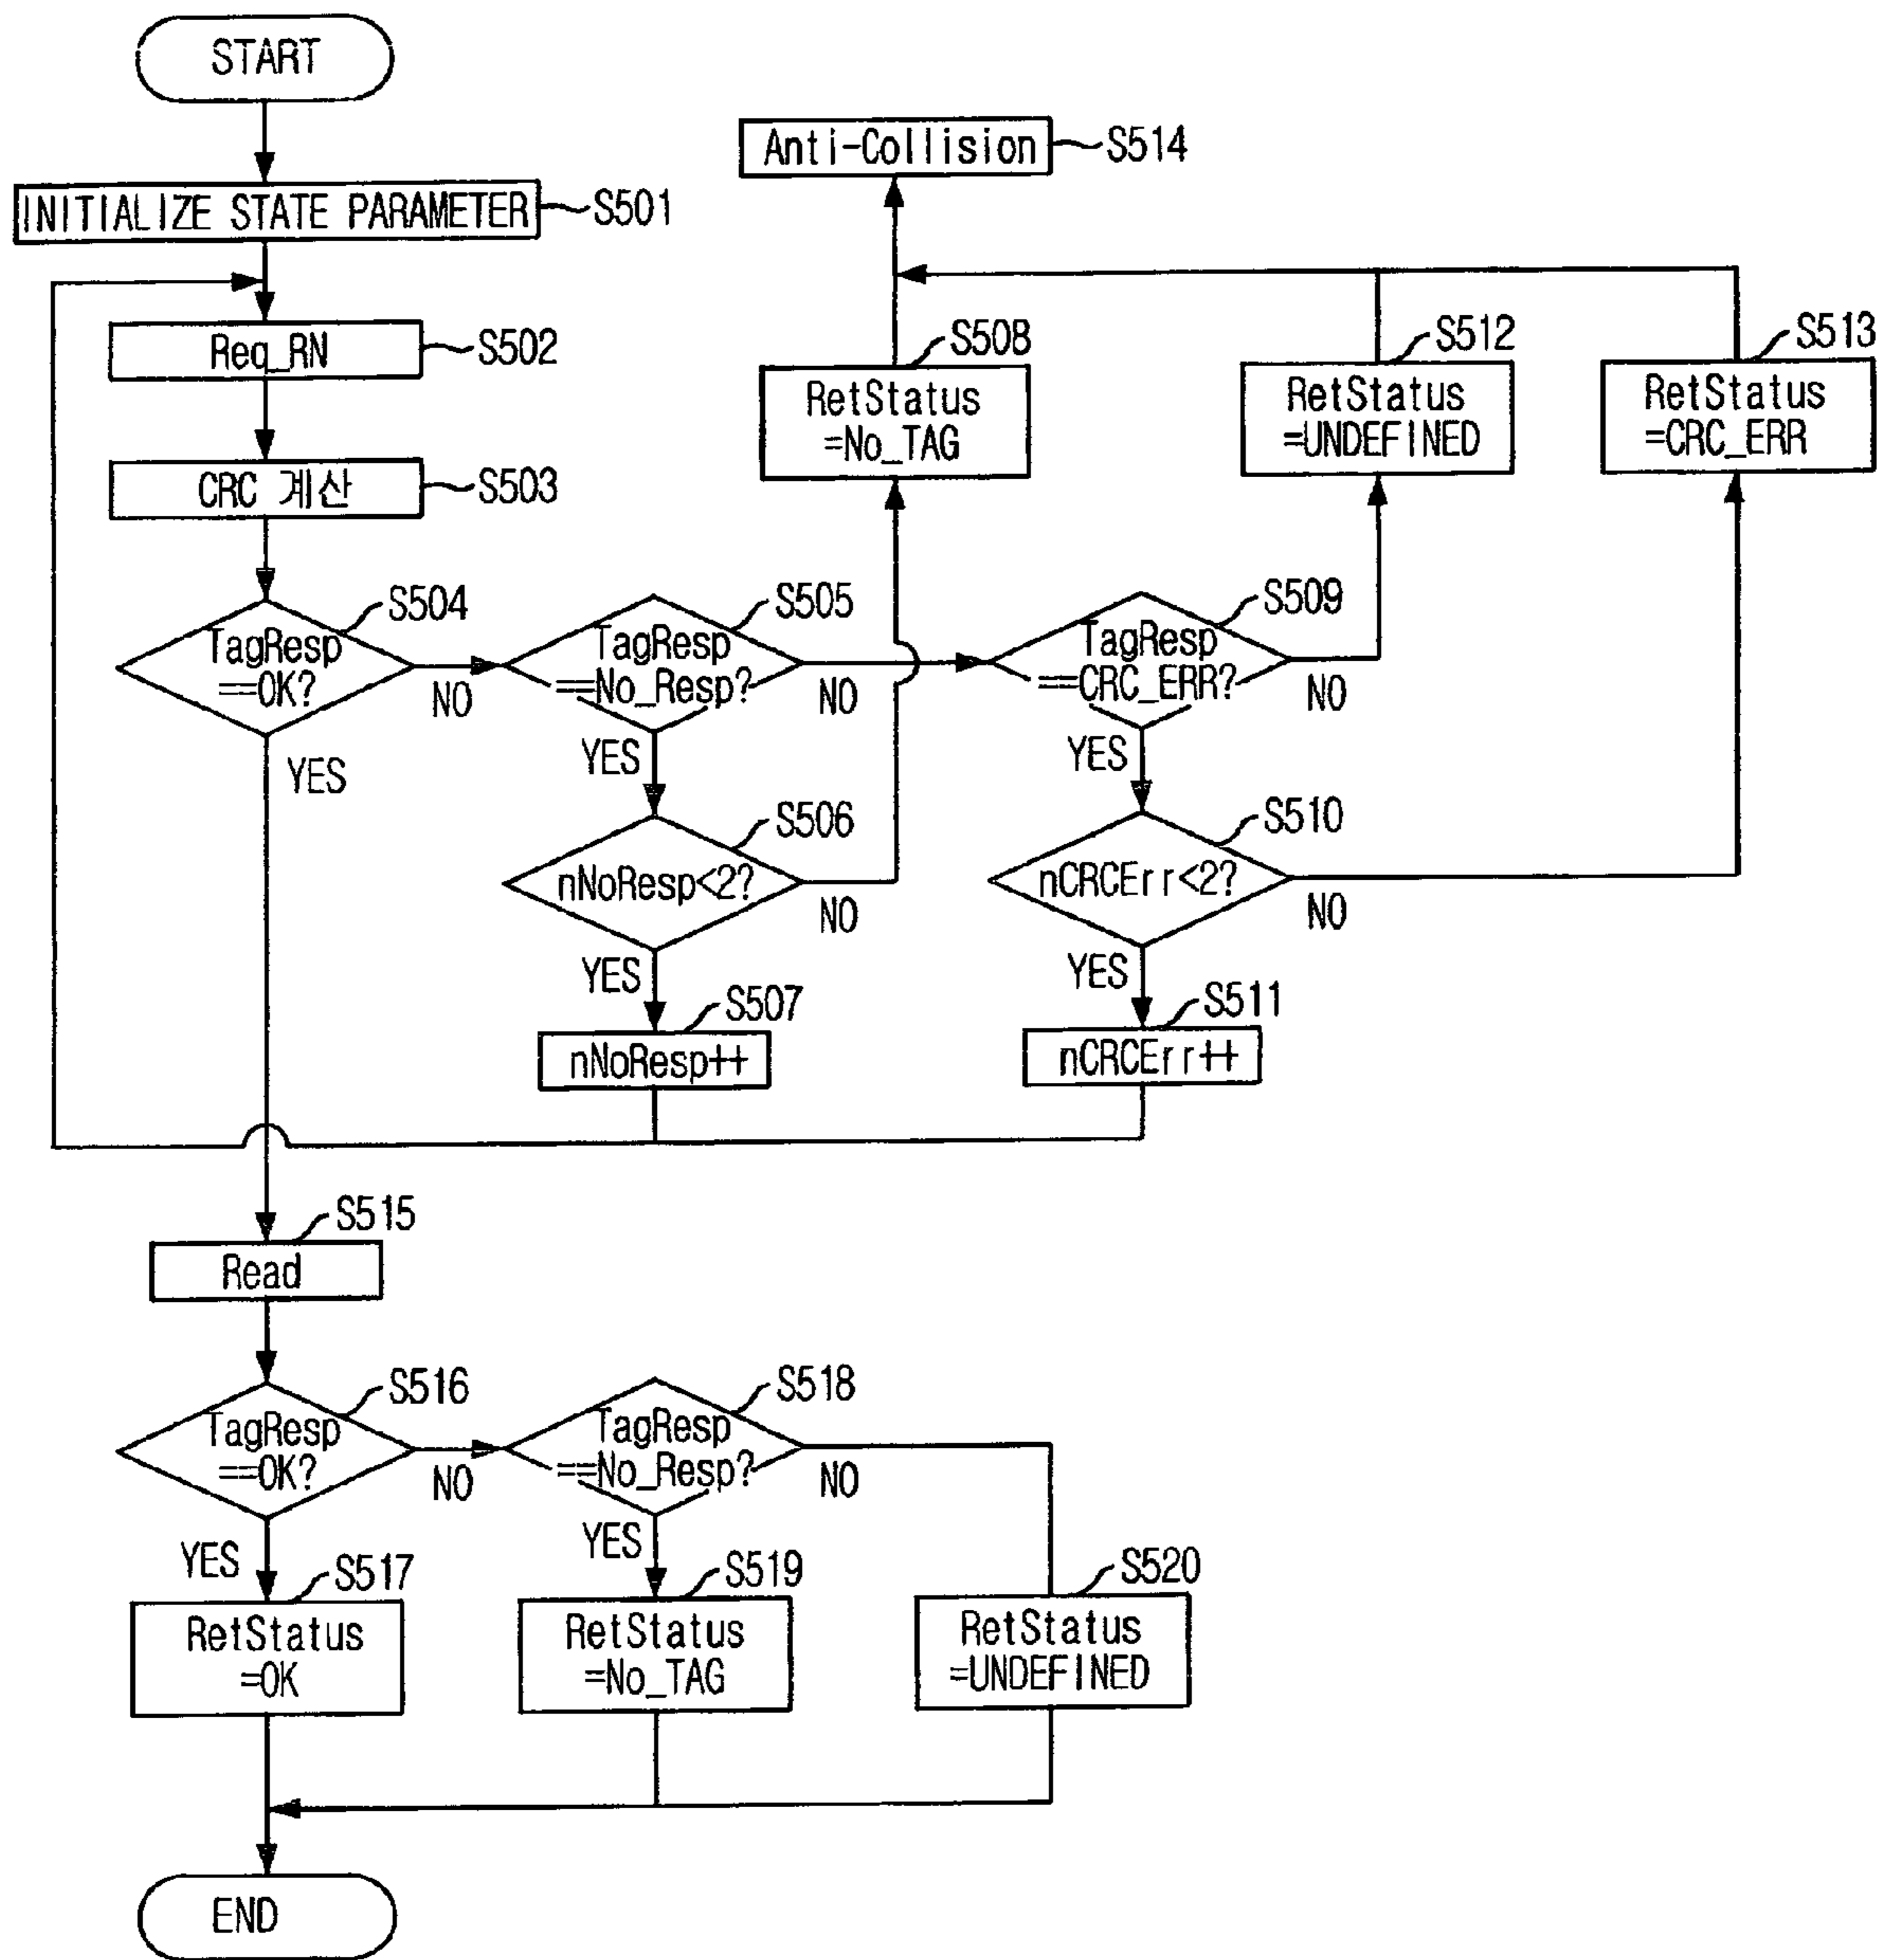 START
Anti-Collision
S514
INITIALIZE STATE PARAMETER
S501
Req_RN
S502
S508
RetStatus
=No_TAG
S512
RetStatus
=UNDEFINED
S513
RetStatus
=CRC_ERR
CRC 계산
S503
S504
TagResp
==OK?
NO
YES
S505
TagResp
==No_Resp?
NO
YES
S509
TagResp
==CRC_ERR?
NO
YES
S506
nNoResp<2?
NO
YES
S510
nCRCErr<2?
NO
YES
S507
nNoResp++
S511
nCRCErr++
S515
Read
S516
TagResp
==OK?
NO
YES
S518
TagResp
==No_Resp?
NO
YES
S517
RetStatus
=OK
S519
RetStatus
=No_TAG
S520
RetStatus
=UNDEFINED
END